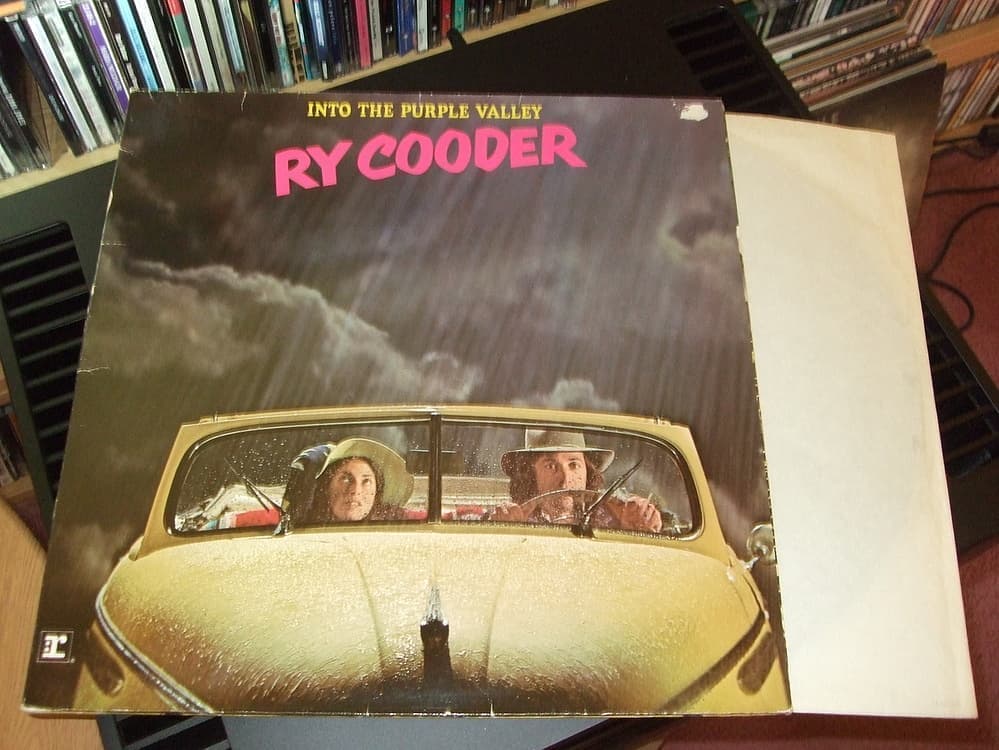 INTO THE PURPLE VALLEY
RY COODER
r